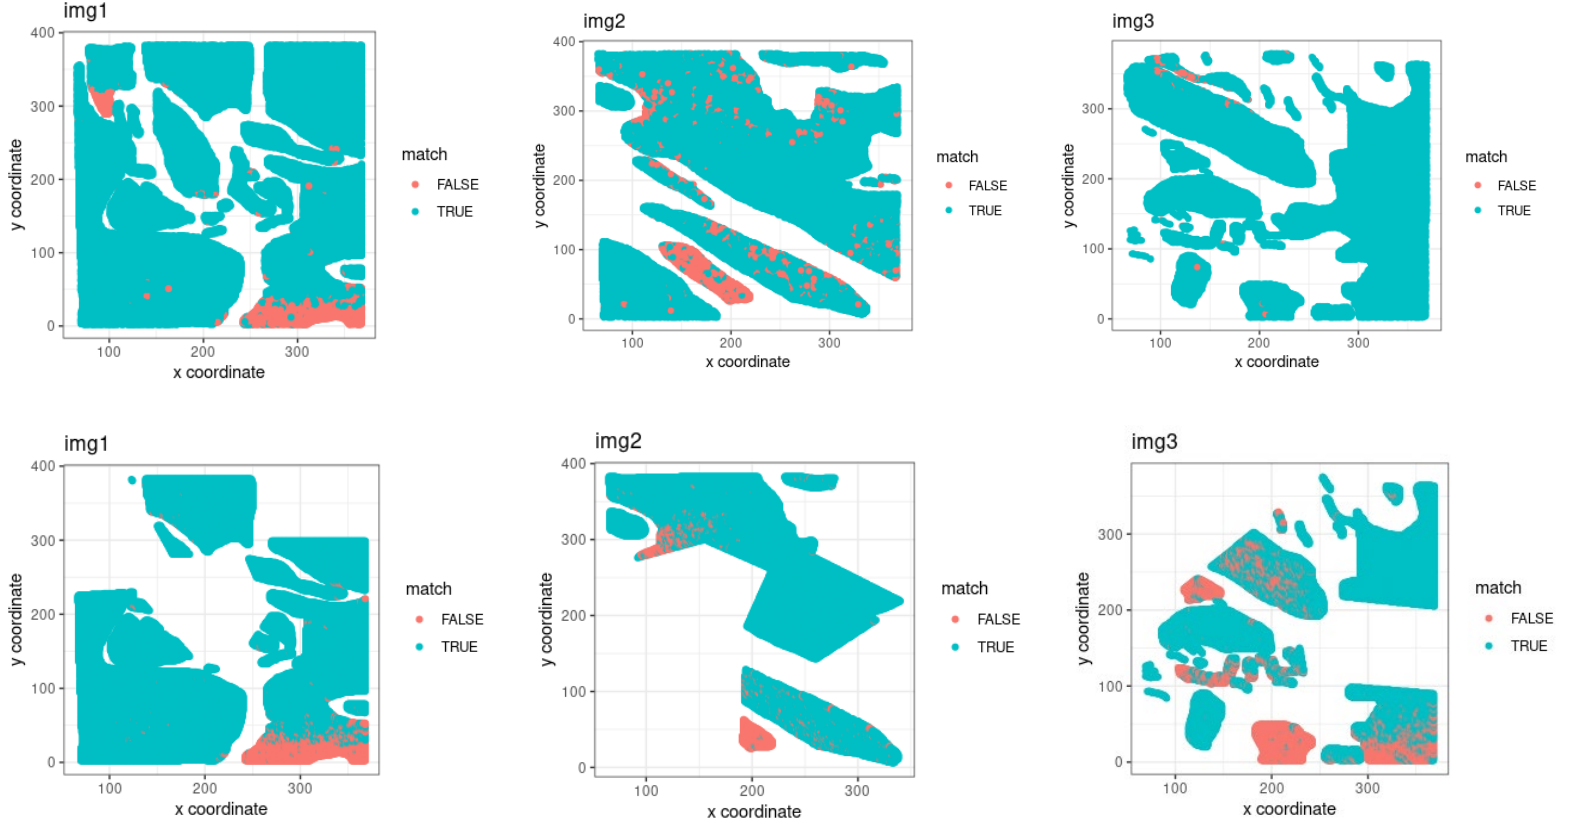 img1
400
300
200
100
0
100 200 300
x coordinate
y coordinate
match
FALSE
TRUE
img2
400
300
200
100
0
100 200 300
x coordinate
y coordinate
match
FALSE
TRUE
img3
300
200
100
0
100 200 300
x coordinate
y coordinate
match
FALSE
TRUE
img1
400
300
200
100
0
100 200 300
x coordinate
y coordinate
match
FALSE
TRUE
img2
400
300
200
100
0
100 200 300
x coordinate
y coordinate
match
FALSE
TRUE
img3
300
200
100
0
100 200 300
x coordinate
y coordinate
match
FALSE
TRUE